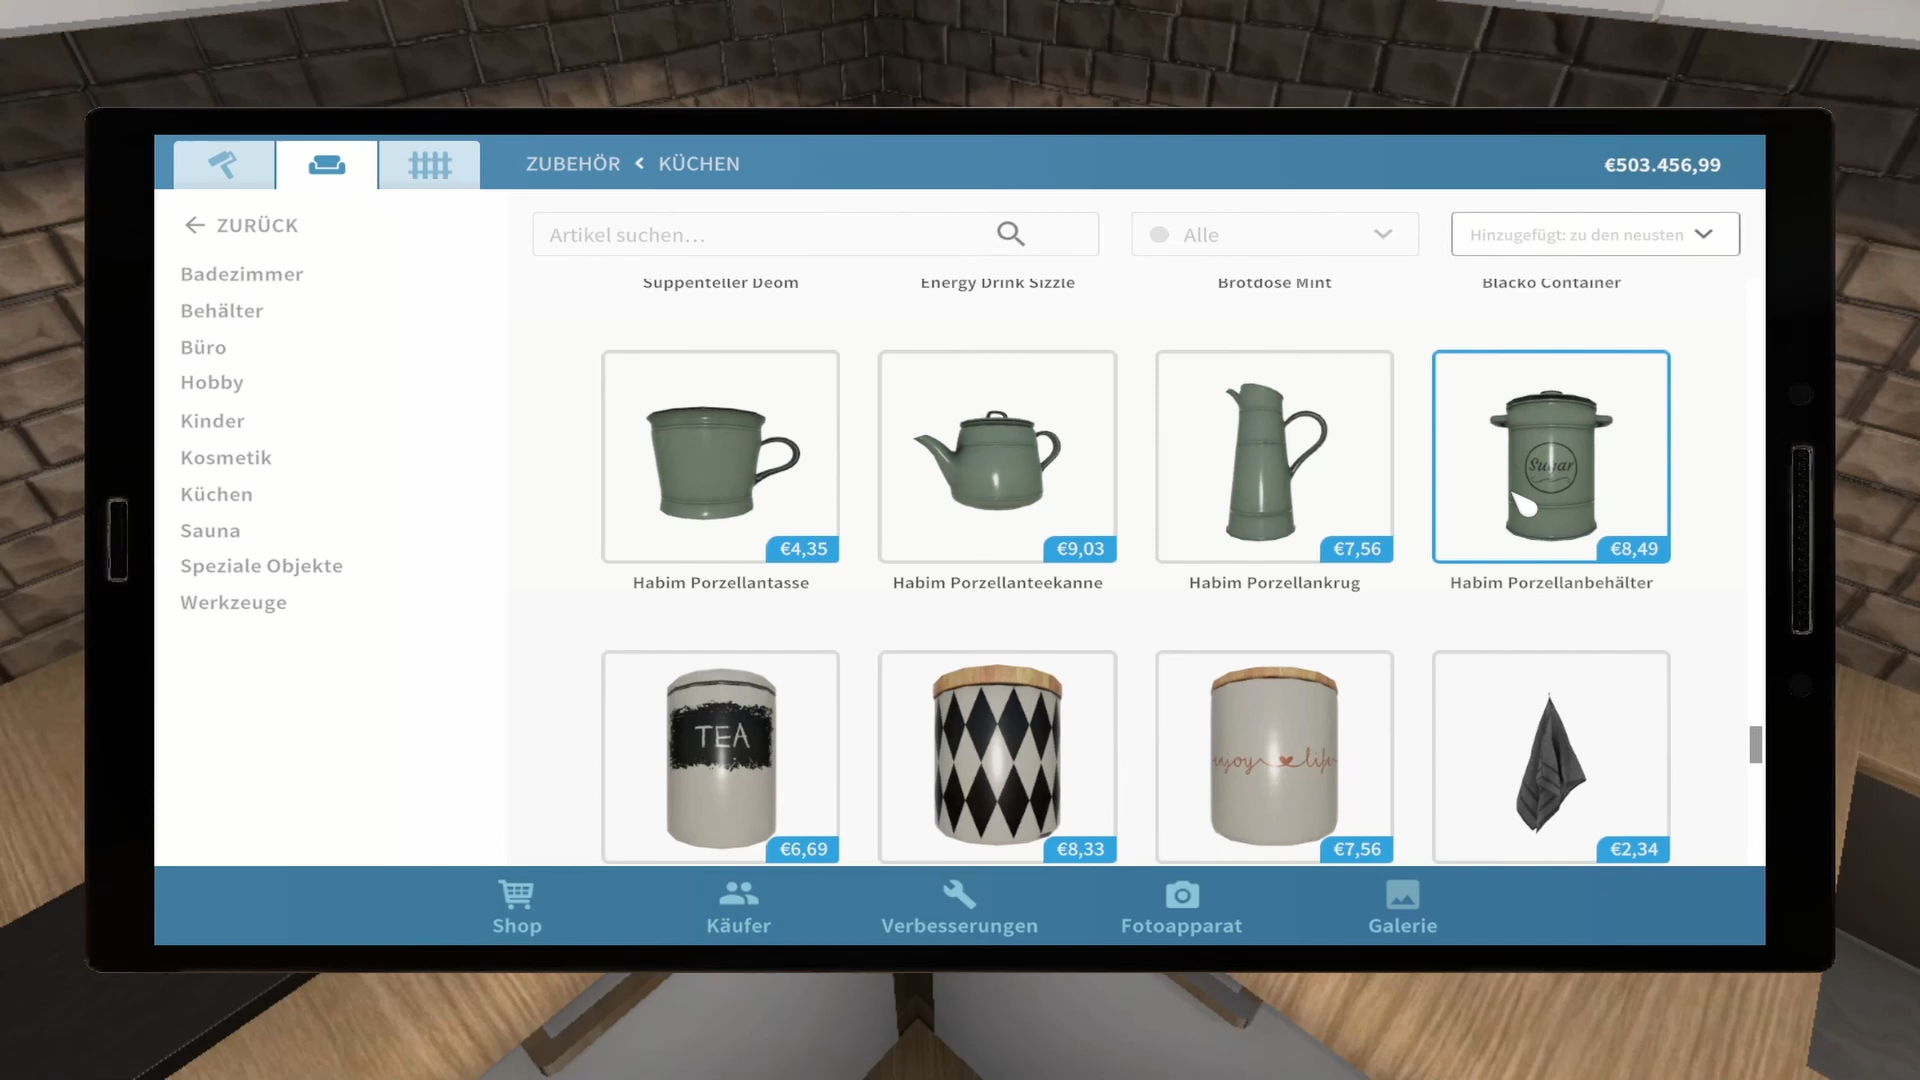 ZUBEHÖR < KÜCHEN
€503.456,99
← ZURÜCK
Badezimmer
Behälter
Büro
Hobby
Kinder
Kosmetik
Küchen
Sauna
Speziale Objekte
Werkzeuge
Artikel suchen...
Alle
Hinzugefügt: zu den neusten
Suppenteller Deom
Energy Drink Sizzle
Brotdose Mint
Blacko Container
Sugar
€4,35
€9,03
€7,56
€8,49
Habim Porzellantasse
Habim Porzellanteekanne
Habim Porzellankrug
Habim Porzellanbehälter
TEA
enjoy life
€6,69
€8,33
€7,56
€2,34
Shop
Käufer
Verbesserungen
Fotoapparat
Galerie